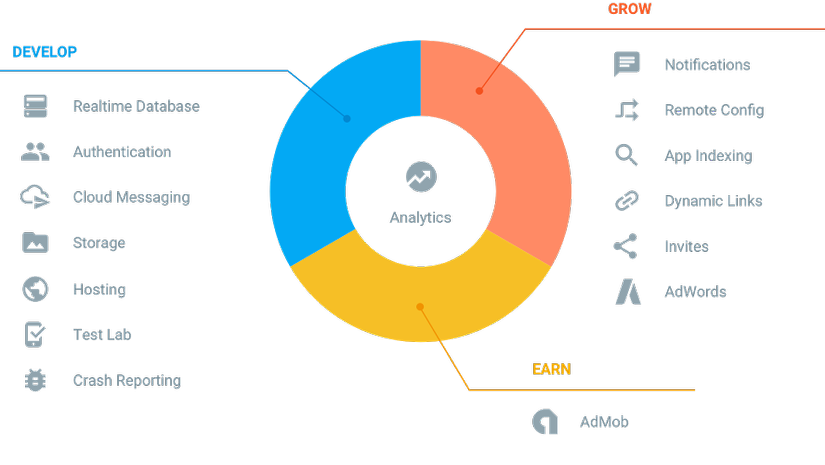 DEVELOP
Realtime Database
Authentication
Cloud Messaging
Storage
Hosting
Test Lab
Crash Reporting
Analytics
GROW
Notifications
Remote Config
App Indexing
Dynamic Links
Invites
AdWords
EARN
AdMob